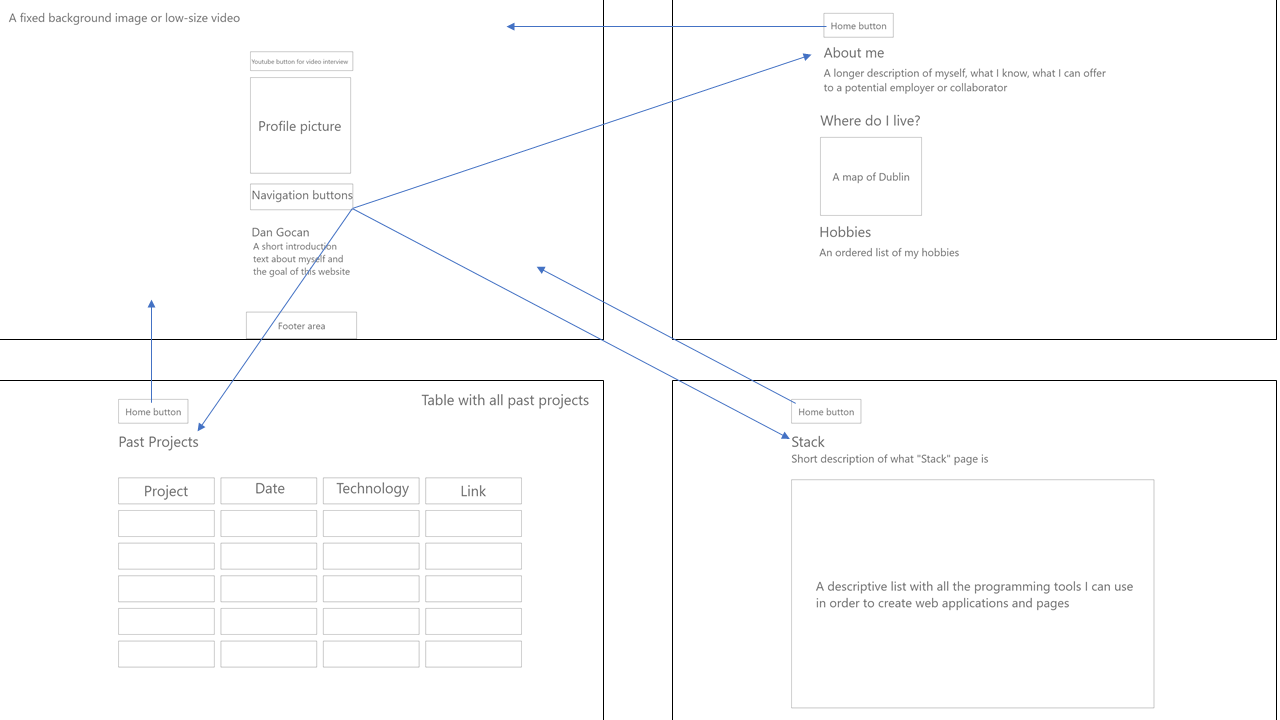 A fixed background image or low-size video
Youtube button for video interview
Profile picture
Navigation buttons
Dan Gocan
A short introduction
text about myself and
the goal of this website
Footer area
Home button
About me
A longer description of myself, what I know, what I can offer
to a potential employer or collaborator
Where do I live?
A map of Dublin
Hobbies
An ordered list of my hobbies
Home button
Table with all past projects
Past Projects
Project Date Technology Link
Home button
Stack
Short description of what "Stack" page is
A descriptive list with all the programming tools I can use
in order to create web applications and pages